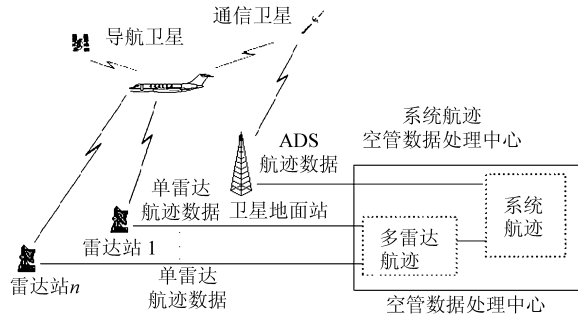 通信卫星
导航卫星
系统航迹
空管数据处理中心
ADS
航迹数据
单雷达
航迹数据
卫星地面站
系统
航迹
多雷达
航迹
雷达站1
单雷达
航迹数据
雷达站n
空管数据处理中心